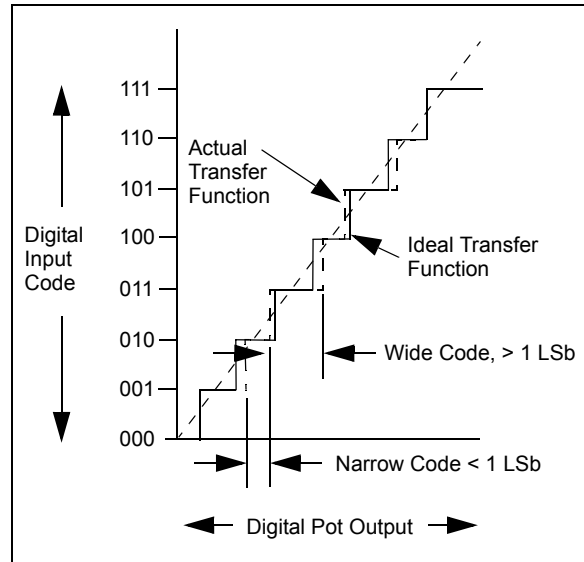 111
110
101
100
011
010
001
000
Actual
Transfer
Function
Digital
Input
Code
Ideal Transfer
Function
Wide Code, > 1 LSb
Narrow Code < 1 LSb
Digital Pot Output